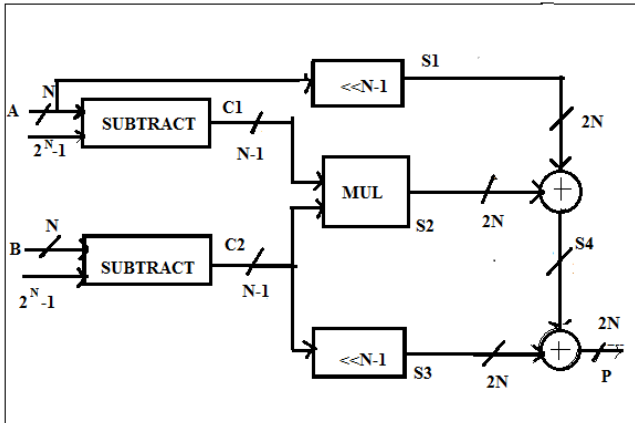 S1
N
<<N-1
A
C1
SUBTRACT
2N
2^N-1
N-1
MUL
+
N
2N
S2
C2
S4
B
SUBTRACT
2^N-1
N-1
2N
<<N-1
+
S3
2N
P